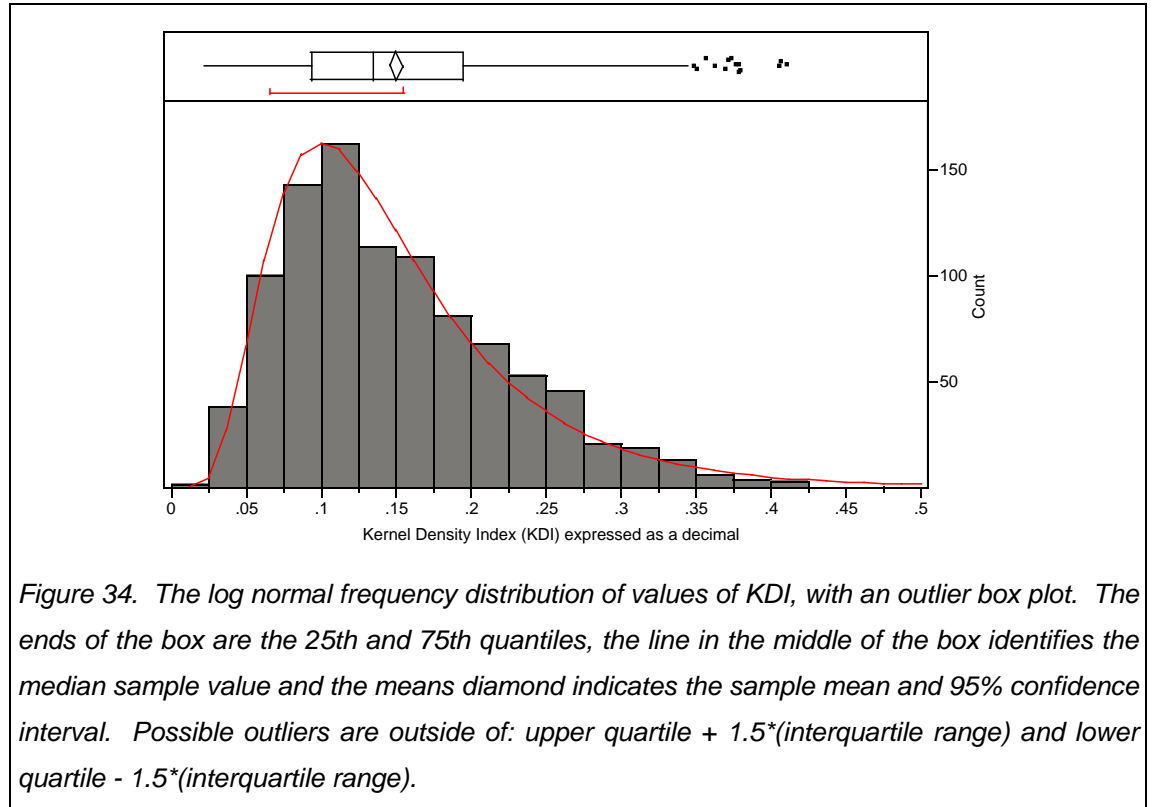 150
100
50
Count
0 .05 .1 .15 .2 .25 .3 .35 .4 .45 .5
Kernel Density Index (KDI) expressed as a decimal
Figure 34. The log normal frequency distribution of values of KDI, with an outlier box plot. The
ends of the box are the 25th and 75th quantiles, the line in the middle of the box identifies the
median sample value and the means diamond indicates the sample mean and 95% confidence
interval. Possible outliers are outside of: upper quartile + 1.5*(interquartile range) and lower
quartile - 1.5*(interquartile range).